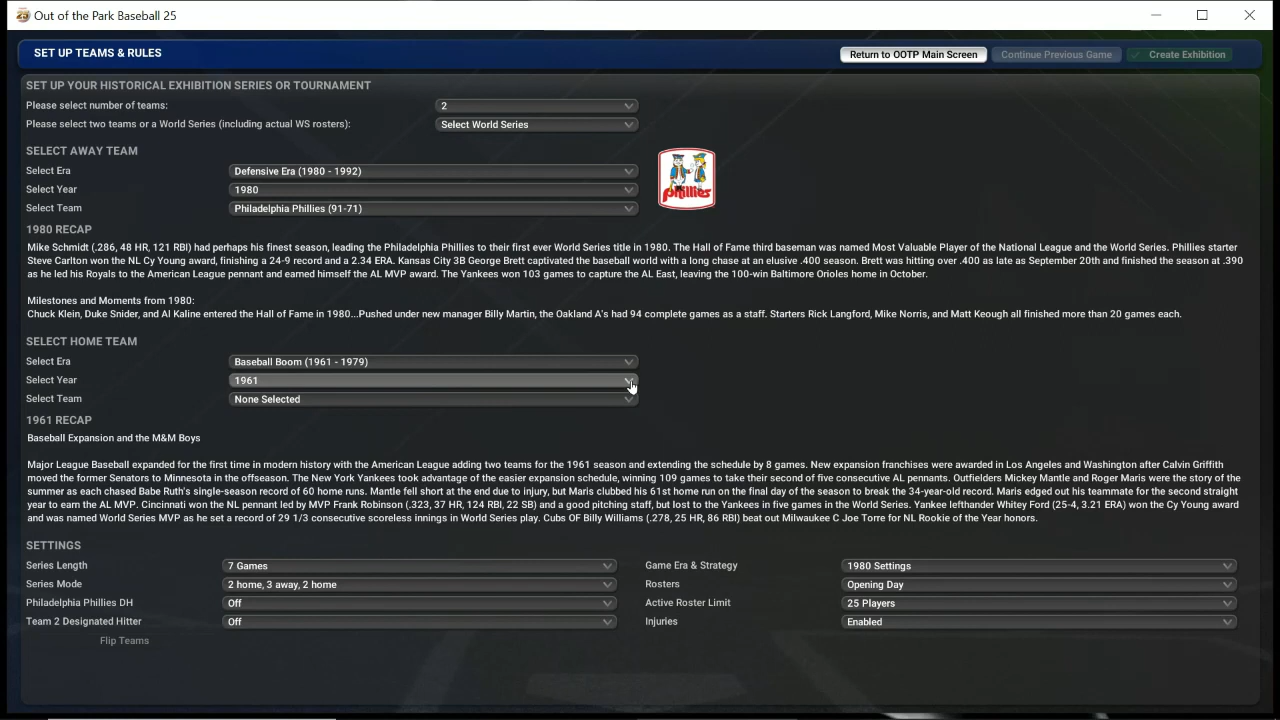 Out of the Park Baseball 25
SET UP TEAMS & RULES
Return to OOTP Main Screen
Continue Previous Game
Create Exhibition
SET UP YOUR HISTORICAL EXHIBITION SERIES OR TOURNAMENT
Please select number of teams: 2
Please select two teams or a World Series (including actual WS rosters): Select World Series
SELECT AWAY TEAM
Select Era Defensive Era (1980 - 1992)
Select Year 1980
Select Team Philadelphia Phillies (91-71)
phillies
1980 RECAP
Mike Schmidt (.286, 48 HR, 121 RBI) had perhaps his finest season, leading the Philadelphia Phillies to their first ever World Series title in 1980. The Hall of Fame third baseman was named Most Valuable Player of the National League and the World Series. Phillies starter
Steve Carlton won the NL Cy Young award, finishing a 24-9 record and a 2.34 ERA. Kansas City 3B George Brett captivated the baseball world with a long chase at an elusive .400 season. Brett was hitting over .400 as late as September 20th and finished the season at .390
as he led his Royals to the American League pennant and earned himself the AL MVP award. The Yankees won 103 games to capture the AL East, leaving the 100-win Baltimore Orioles home in October.
Milestones and Moments from 1980:
Chuck Klein, Duke Snider, and Al Kaline entered the Hall of Fame in 1980...Pushed under new manager Billy Martin, the Oakland A's had 94 complete games as a staff. Starters Rick Langford, Mike Norris, and Matt Keough all finished more than 20 games each.
SELECT HOME TEAM
Select Era Baseball Boom (1961 - 1979)
Select Year 1961
Select Team None Selected
1961 RECAP
Baseball Expansion and the M&M Boys
Major League Baseball expanded for the first time in modern history with the American League adding two teams for the 1961 season and extending the schedule by 8 games. New expansion franchises were awarded in Los Angeles and Washington after Calvin Griffith
moved the former Senators to Minnesota in the offseason. The New York Yankees took advantage of the easier expansion schedule, winning 109 games to take their second of five consecutive AL pennants. Outfielders Mickey Mantle and Roger Maris were the story of the
summer as each chased Babe Ruth's single-season record of 60 home runs. Mantle fell short at the end due to injury, but Maris clubbed his 61st home run on the final day of the season to break the 34-year-old record. Maris edged out his teammate for the second straight
year to earn the AL MVP. Cincinnati won the NL pennant led by MVP Frank Robinson (.323, 37 HR, 124 RBI, 22 SB) and a good pitching staff, but lost to the Yankees in five games in the World Series. Yankee lefthander Whitey Ford (25-4, 3.21 ERA) won the Cy Young award
and was named World Series MVP as he set a record of 29 1/3 consecutive scoreless innings in World Series play. Cubs OF Billy Williams (.278, 25 HR, 86 RBI) beat out Milwaukee C Joe Torre for NL Rookie of the Year honors.
SETTINGS
Series Length 7 Games Game Era & Strategy 1980 Settings
Series Mode 2 home, 3 away, 2 home Rosters Opening Day
Philadelphia Phillies DH Off Active Roster Limit 25 Players
Team 2 Designated Hitter Off Injuries Enabled
Flip Teams